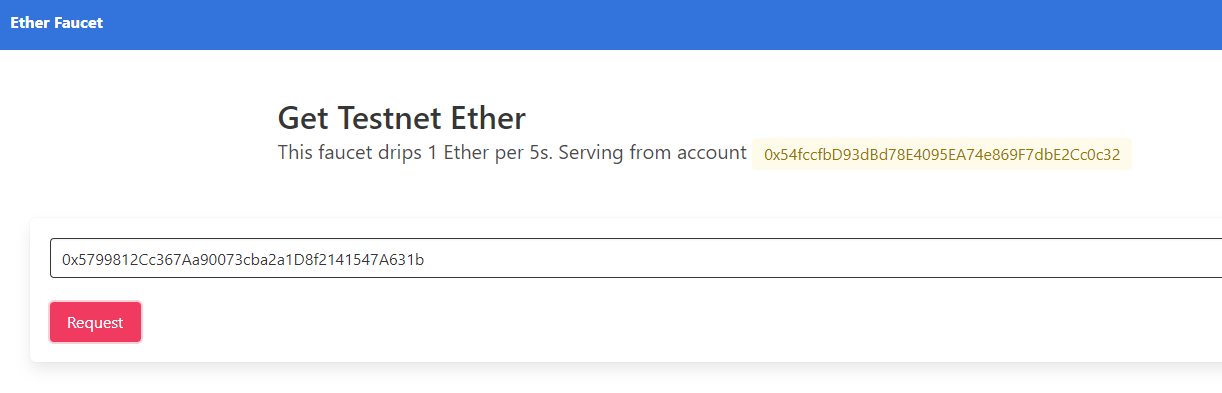 Ether Faucet
Get Testnet Ether
This faucet drips 1 Ether per 5s. Serving from account 0x54fccfbD93dBd78E4095EA74e869F7dbE2Cc0c32
0x5799812Cc367Aa90073cba2a1D8f2141547A631b
Request